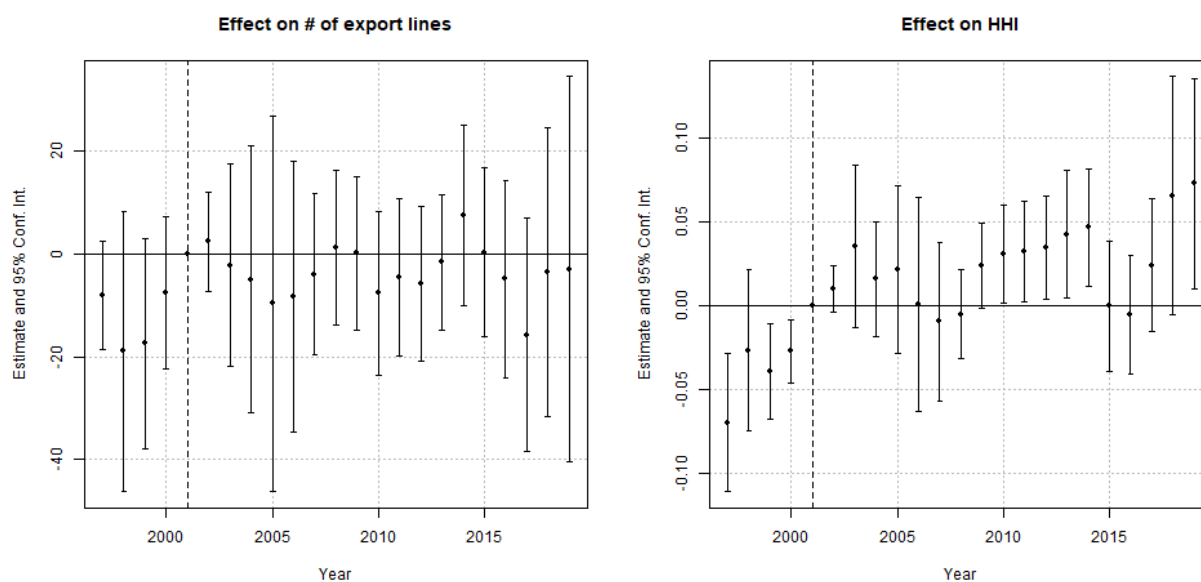 Effect on # of export lines
Estimate and 95% Conf. Int.
20
0
-20
-40
2000 2005 2010 2015
Year
Effect on HHI
Estimate and 95% Conf. Int.
0.10
0.05
0.00
-0.05
-0.10
2000 2005 2010 2015
Year